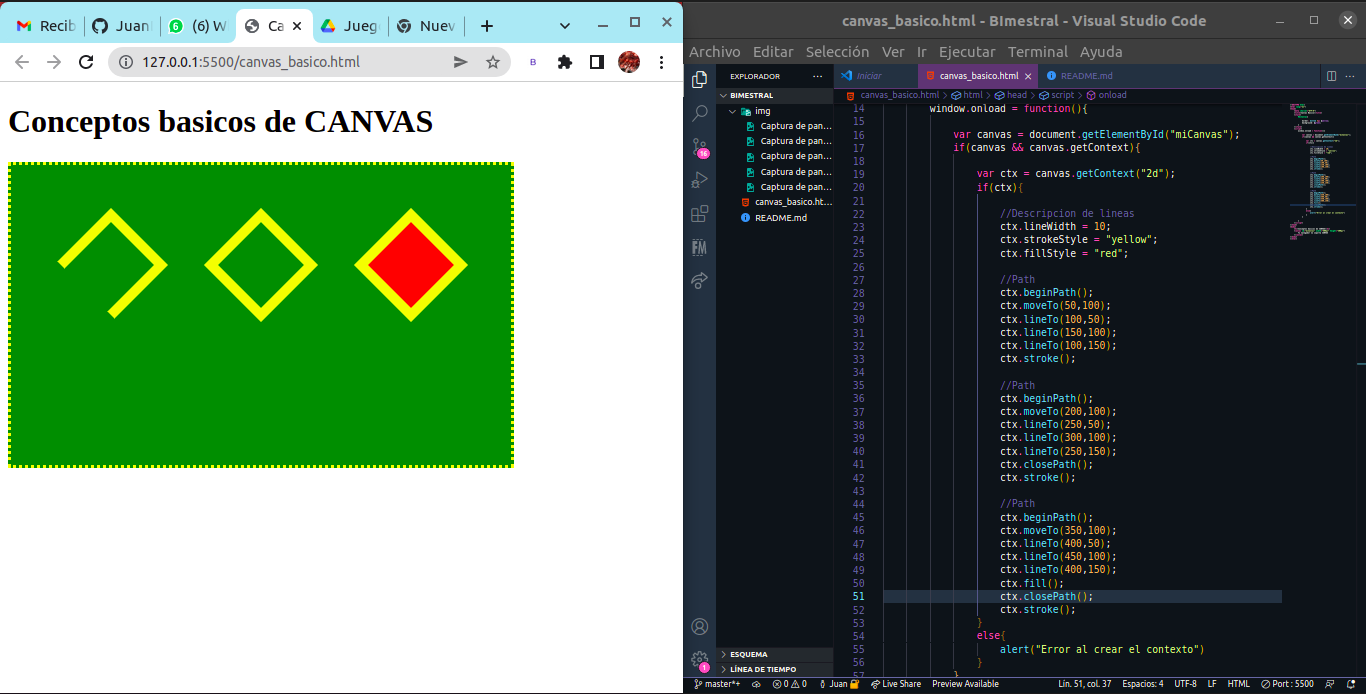 Recib
Juan
(6) W
Ca
Jueg
Nuev
127.0.0.1:5500/canvas_basico.html
Conceptos basicos de CANVAS
canvas_basico.html - BImestral - Visual Studio Code
Archivo Editar Selección Ver Ir Ejecutar Terminal Ayuda
EXPLORADOR ···
Iniciar
canvas_basico.html
README.md
BIMESTRAL
img
Captura de pan...
Captura de pan...
Captura de pan...
Captura de pan...
Captura de pan...
canvas_basico.ht...
README.md
ESQUEMA
LÍNEA DE TIEMPO
16
FM
1
canvas_basico.html > html > head > script > onload
14 window.onload = function(){
15
16 var canvas = document.getElementById("miCanvas");
17 if(canvas && canvas.getContext){
18
19 var ctx = canvas.getContext("2d");
20 if(ctx){
21
22 //Descripcion de lineas
23 ctx.lineWidth = 10;
24 ctx.strokeStyle = "yellow";
25 ctx.fillStyle = "red";
26
27 //Path
28 ctx.beginPath();
29 ctx.moveTo(50,100);
30 ctx.lineTo(100,50);
31 ctx.lineTo(150,100);
32 ctx.lineTo(100,150);
33 ctx.stroke();
34
35 //Path
36 ctx.beginPath();
37 ctx.moveTo(200,100);
38 ctx.lineTo(250,50);
39 ctx.lineTo(300,100);
40 ctx.lineTo(250,150);
41 ctx.closePath();
42 ctx.stroke();
43
44 //Path
45 ctx.beginPath();
46 ctx.moveTo(350,100);
47 ctx.lineTo(400,50);
48 ctx.lineTo(450,100);
49 ctx.lineTo(400,150);
50 ctx.fill();
51 ctx.closePath();
52 ctx.stroke();
53 }
54 else{
55 alert("Error al crear el contexto")
56 }
57 }
master*+ 0 0 Juan Live Share Preview Available Lín. 51, col. 37 Espacios: 4 UTF-8 LF HTML Port : 5500